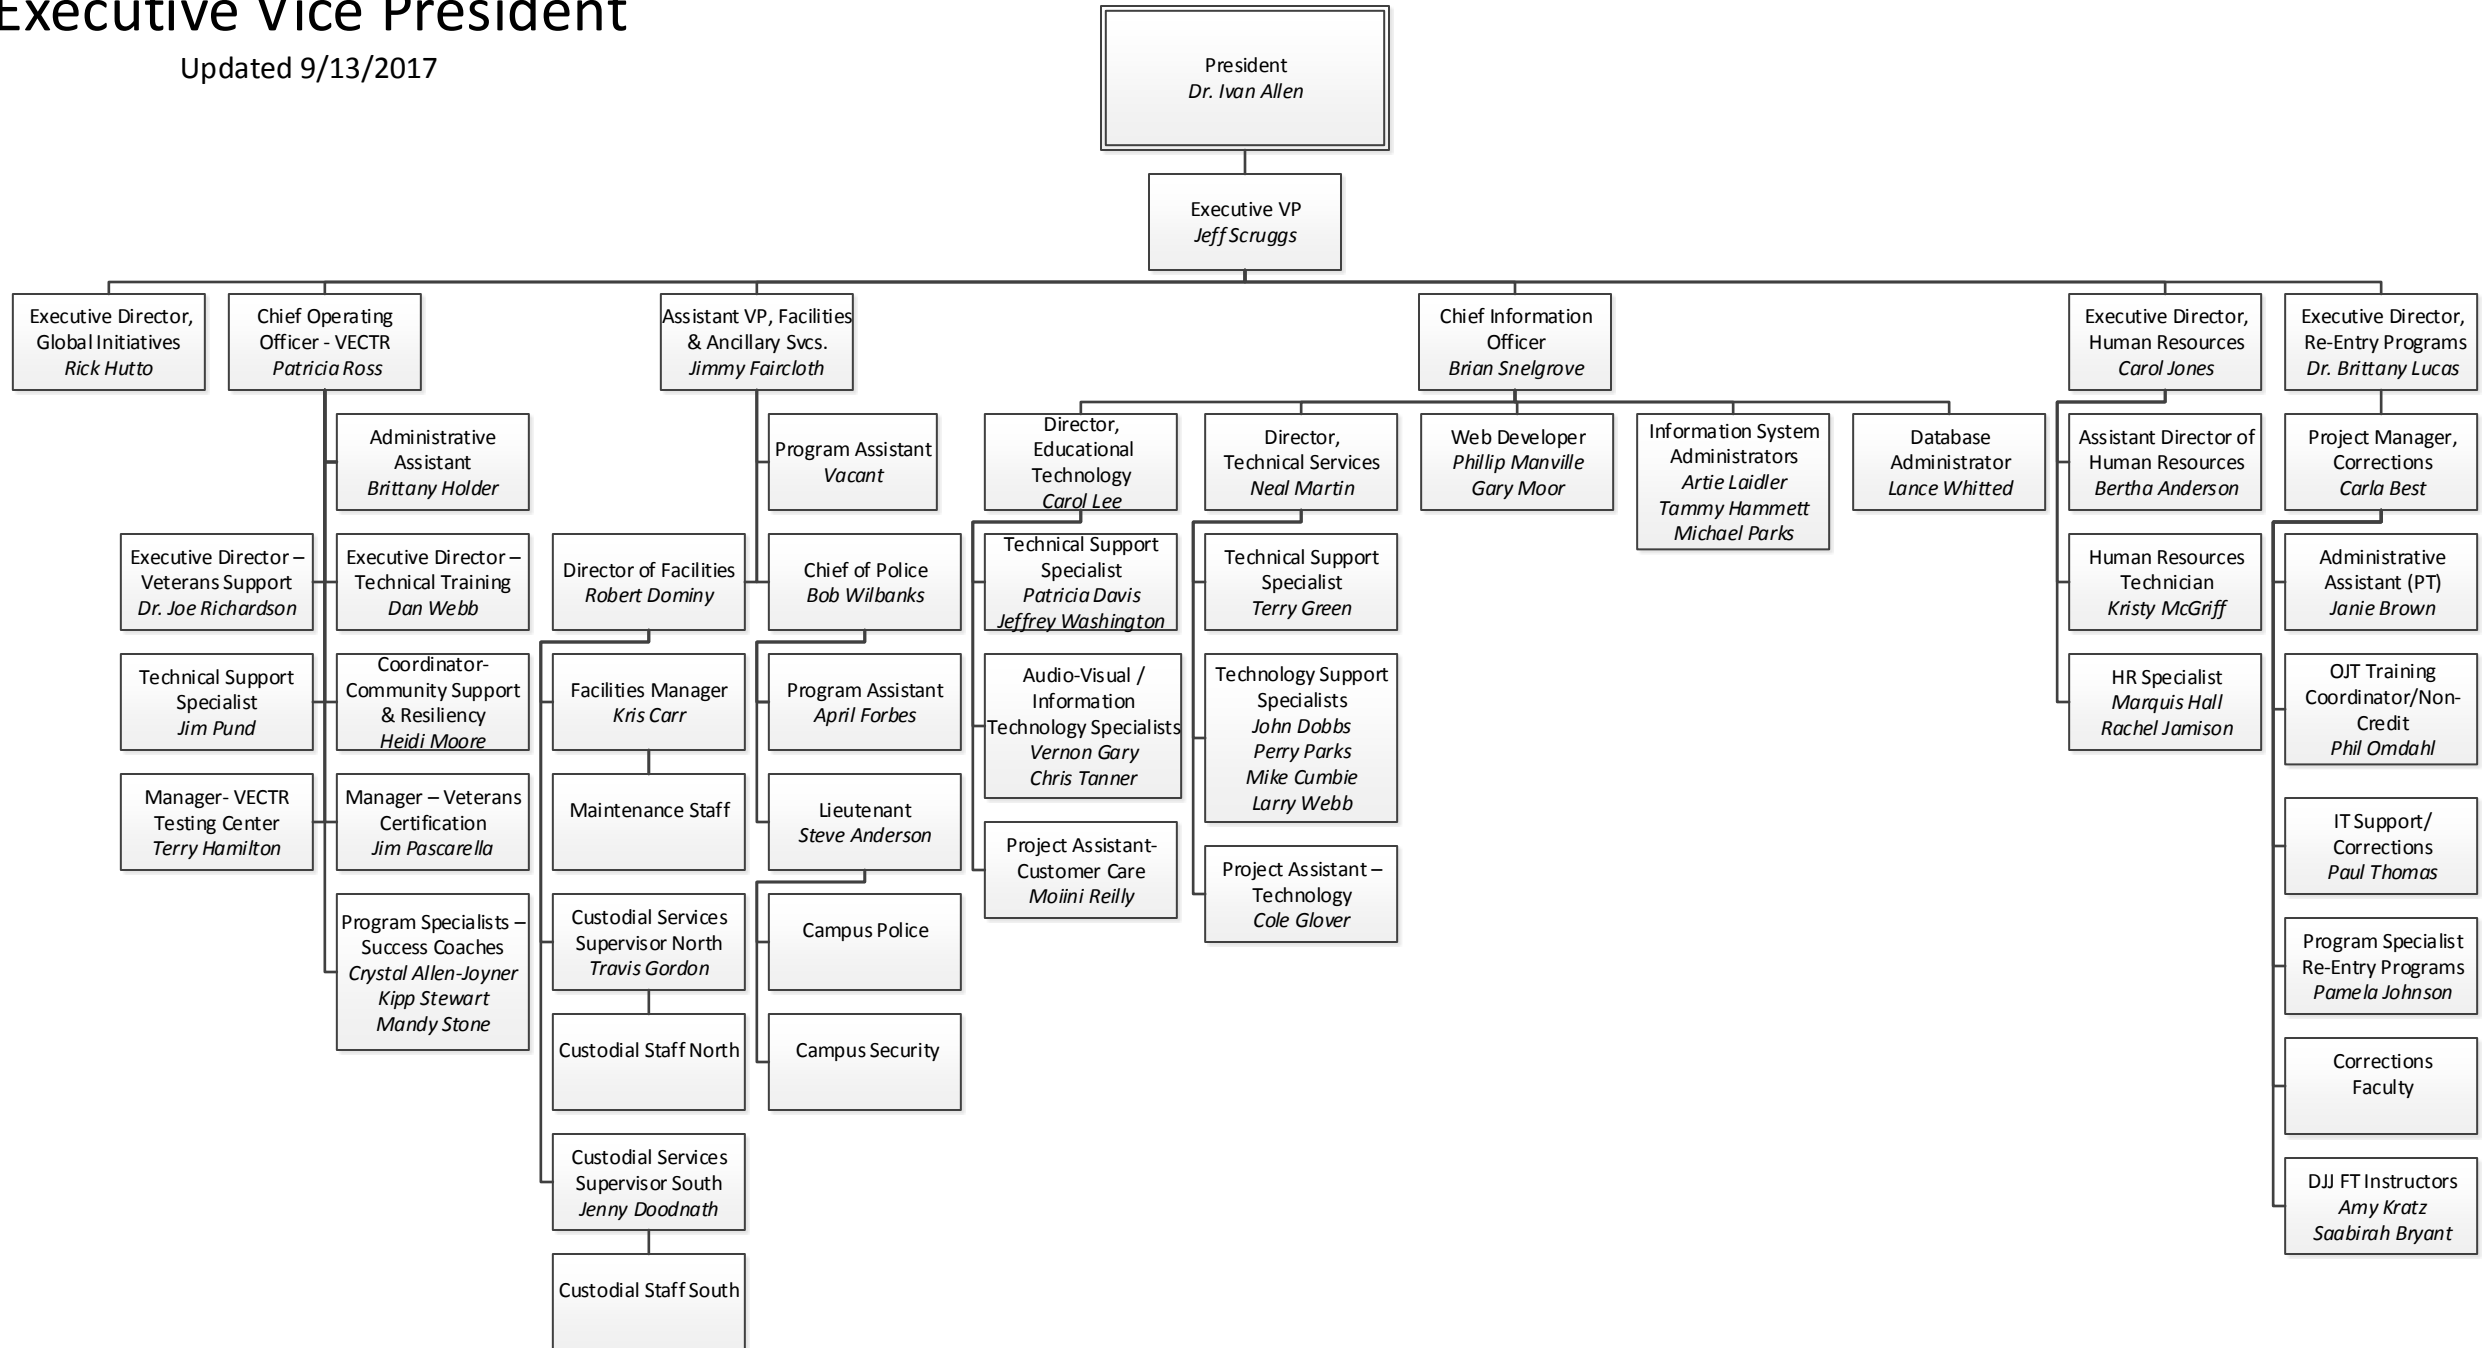 Executive Vice President
Updated 9/13/2017
President
Dr. Ivan Allen
Executive VP
Jeff Scruggs
Executive Director,
Global Initiatives
Rick Hutto
Chief Operating
Officer - VECTR
Patricia Ross
Assistant VP, Facilities
& Ancillary Svcs.
Jimmy Faircloth
Chief Information
Officer
Brian Snelgrove
Executive Director,
Human Resources
Carol Jones
Executive Director,
Re-Entry Programs
Dr. Brittany Lucas
Administrative
Assistant
Brittany Holder
Executive Director –
Veterans Support
Dr. Joe Richardson
Executive Director –
Technical Training
Dan Webb
Technical Support
Specialist
Jim Pund
Coordinator-
Community Support
& Resiliency
Heidi Moore
Manager- VECTR
Testing Center
Terry Hamilton
Manager – Veterans
Certification
Jim Pascarella
Program Specialists –
Success Coaches
Crystal Allen-Joyner
Kipp Stewart
Mandy Stone
Program Assistant
Vacant
Director of Facilities
Robert Dominy
Facilities Manager
Kris Carr
Maintenance Staff
Custodial Services
Supervisor North
Travis Gordon
Custodial Staff North
Custodial Services
Supervisor South
Jenny Doodnath
Custodial Staff South
Chief of Police
Bob Wilbanks
Program Assistant
April Forbes
Lieutenant
Steve Anderson
Campus Police
Campus Security
Director,
Educational
Technology
Carol Lee
Technical Support
Specialist
Patricia Davis
Jeffrey Washington
Audio-Visual /
Information
Technology Specialists
Vernon Gary
Chris Tanner
Project Assistant-
Customer Care
Moiini Reilly
Director,
Technical Services
Neal Martin
Technical Support
Specialist
Terry Green
Technology Support
Specialists
John Dobbs
Perry Parks
Mike Cumbie
Larry Webb
Project Assistant –
Technology
Cole Glover
Web Developer
Phillip Manville
Gary Moor
Information System
Administrators
Artie Laidler
Tammy Hammett
Michael Parks
Database
Administrator
Lance Whitted
Assistant Director of
Human Resources
Bertha Anderson
Human Resources
Technician
Kristy McGriff
HR Specialist
Marquis Hall
Rachel Jamison
Project Manager,
Corrections
Carla Best
Administrative
Assistant (PT)
Janie Brown
OJT Training
Coordinator/Non-
Credit
Phil Omdahl
IT Support/
Corrections
Paul Thomas
Program Specialist
Re-Entry Programs
Pamela Johnson
Corrections
Faculty
DJJ FT Instructors
Amy Kratz
Saabirah Bryant